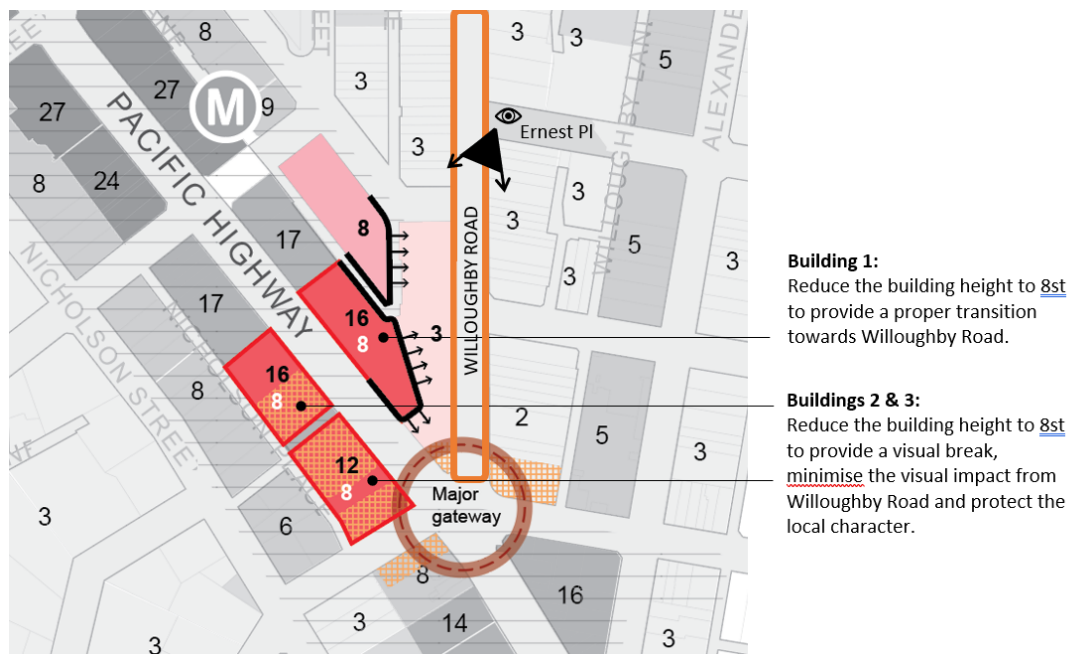 8
3
3
3
5
27
27
M
9
PACIFIC HIGHWAY
WILLOUGHBY LANE
Ernest Pl
3
8
24
3
3
5
3
17
8
3
3
NICHOLSON STREET
17
16
8
3
WILLOUGHBY ROAD
Building 1:
Reduce the building height to 8st
to provide a proper transition
towards Willoughby Road.
8
16
8
2
5
3
Buildings 2 & 3:
Reduce the building height to 8st
to provide a visual break,
minimise the visual impact from
Willoughby Road and protect the
local character.
12
8
Major
gateway
3
6
8
16
3
14
3
3